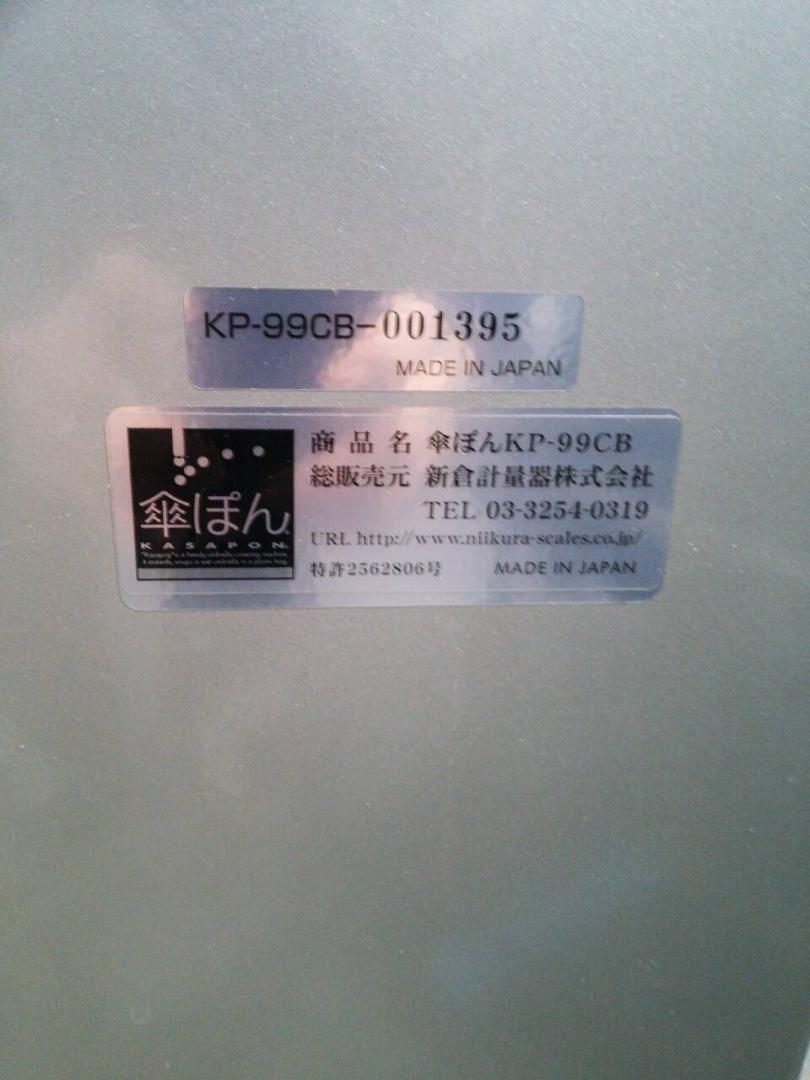 KP-99CB-001395
MADE IN JAPAN
傘ぽん
KASAPON
商品名 傘ぽんKP-99CB
総販売元 新倉計量器株式会社
TEL 03-3254-0319
URL http://www.niikura-scales.co.jp/
特許2562806号 MADE IN JAPAN